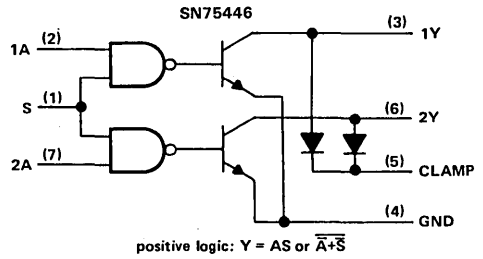 SN75446
1A (2)
(3) 1Y
S (1)
(6) 2Y
2A (7)
(5) CLAMP
(4) GND
positive logic: Y = AS or A̅+S̅